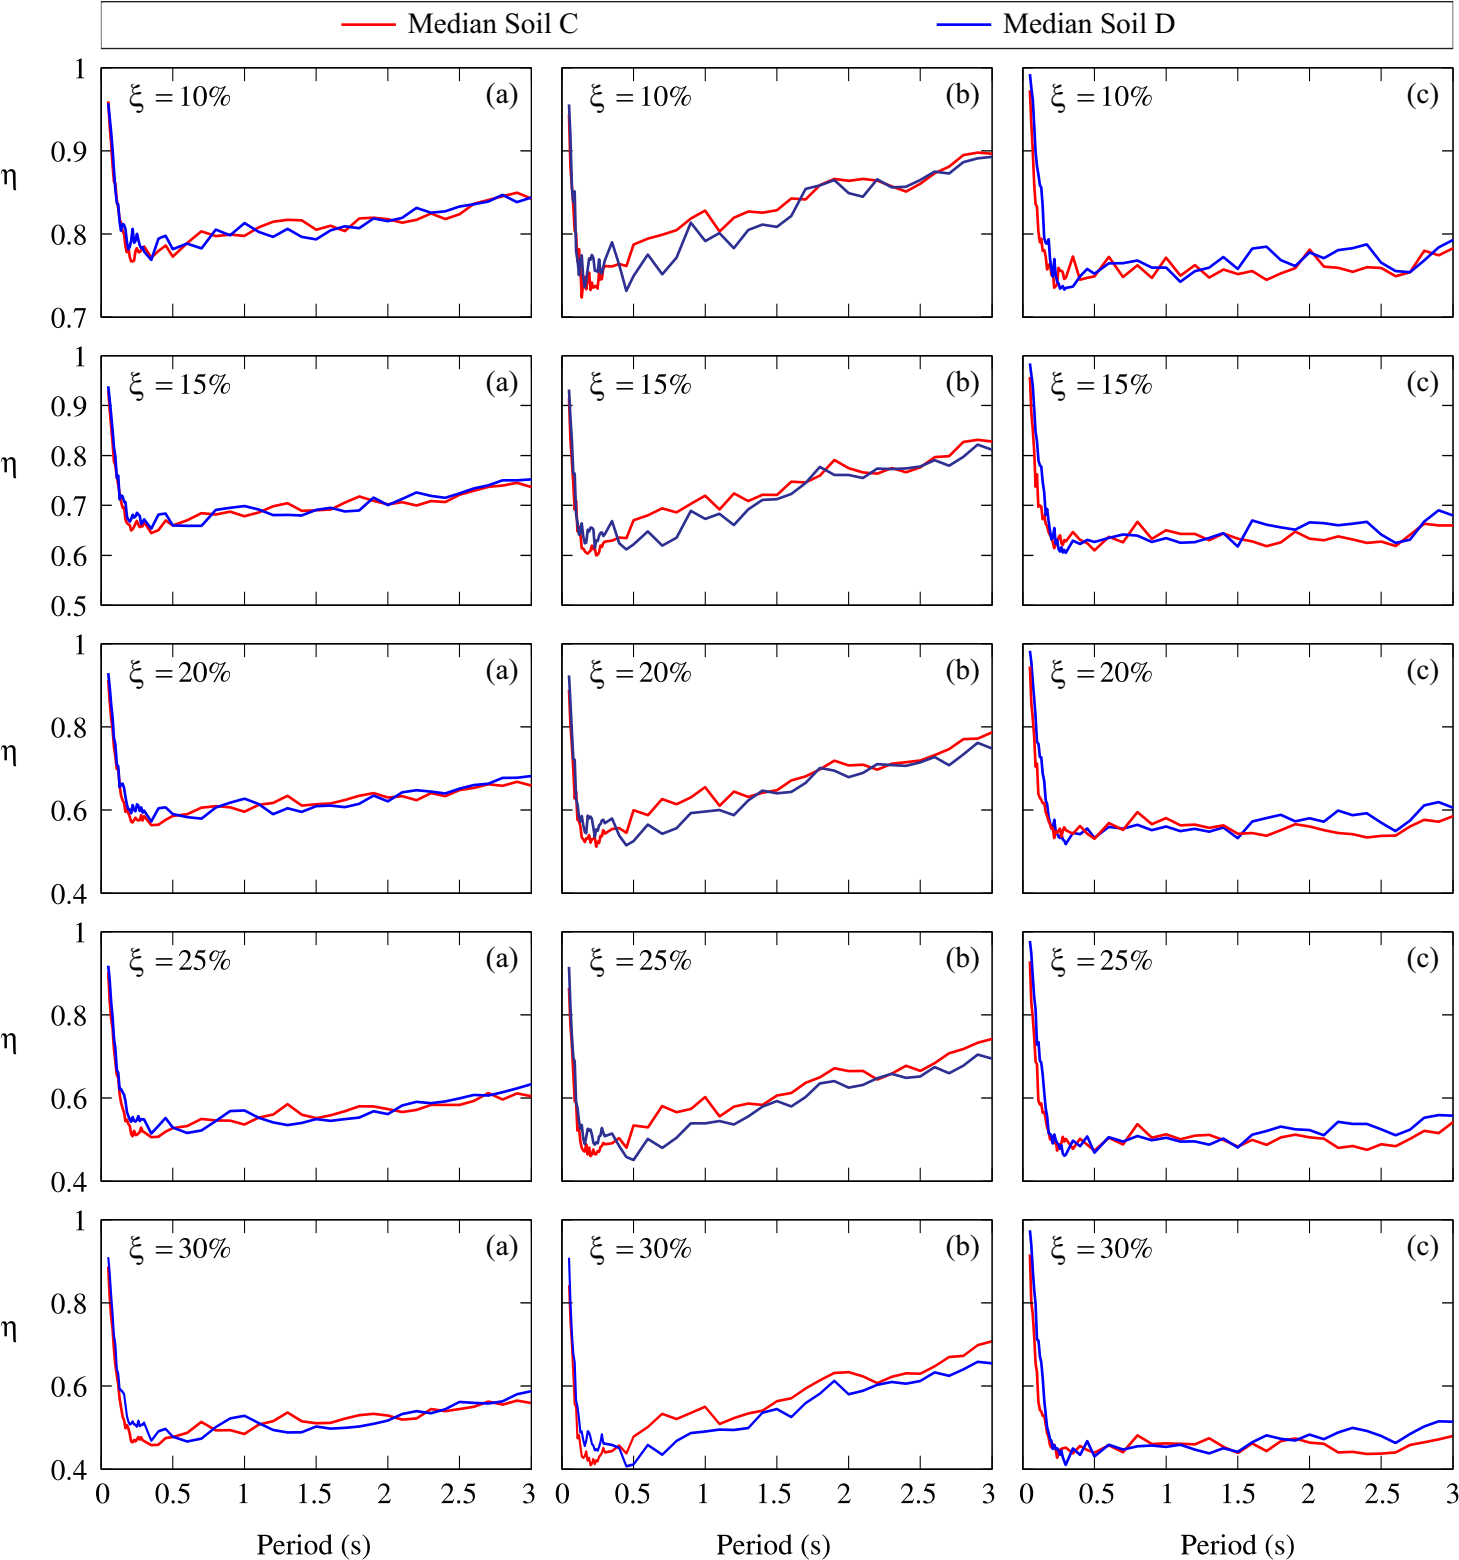 Median Soil C Median Soil D
ξ = 10% (a) ξ = 10% (b) ξ = 10% (c)
1
0.9
η
0.8
0.7
ξ = 15% (a) ξ = 15% (b) ξ = 15% (c)
1
0.9
0.8
η
0.7
0.6
0.5
ξ = 20% (a) ξ = 20% (b) ξ = 20% (c)
1
0.8
η
0.6
0.4
ξ = 25% (a) ξ = 25% (b) ξ = 25% (c)
1
0.8
η
0.6
0.4
ξ = 30% (a) ξ = 30% (b) ξ = 30% (c)
1
0.8
η
0.6
0.4
0 0.5 1 1.5 2 2.5 3 0 0.5 1 1.5 2 2.5 3 0 0.5 1 1.5 2 2.5 3
Period (s) Period (s) Period (s)